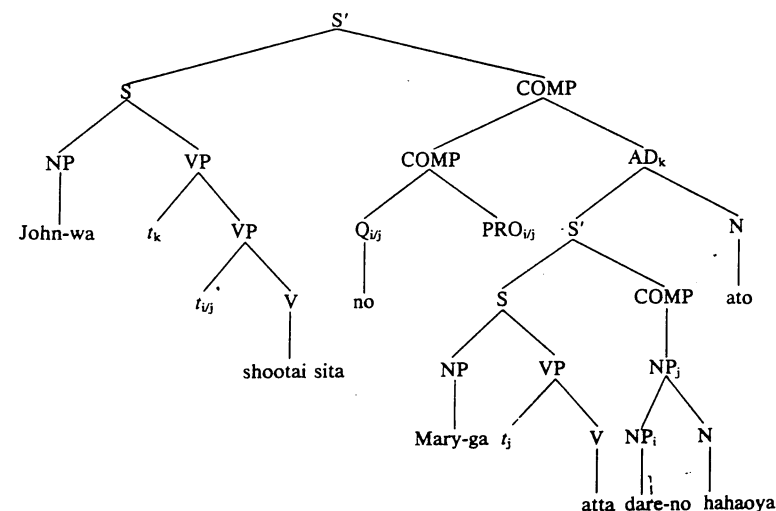 S′
S COMP
NP VP COMP AD_k
John-wa t_k VP Q_i/j PRO_i/j S′ N
t_i/j V no S COMP ato
shootai sita NP VP NP_j
Mary-ga t_j V NP_i N
atta dare-no hahaoya